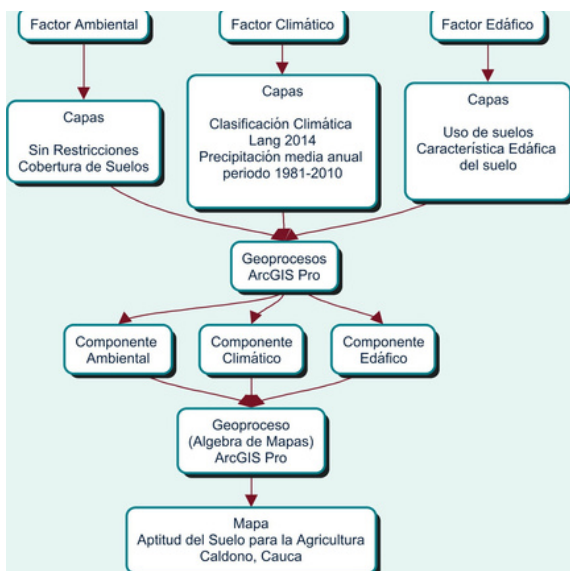 Factor Ambiental
Factor Climático
Factor Edáfico
Capas
Sin Restricciones
Cobertura de Suelos
Capas
Clasificación Climática
Lang 2014
Precipitación media anual
periodo 1981-2010
Capas
Uso de suelos
Característica Edáfica
del suelo
Geoprocesos
ArcGIS Pro
Componente
Ambiental
Componente
Climático
Componente
Edáfico
Geoproceso
(Algebra de Mapas)
ArcGIS Pro
Mapa
Aptitud del Suelo para la Agricultura
Caldono, Cauca